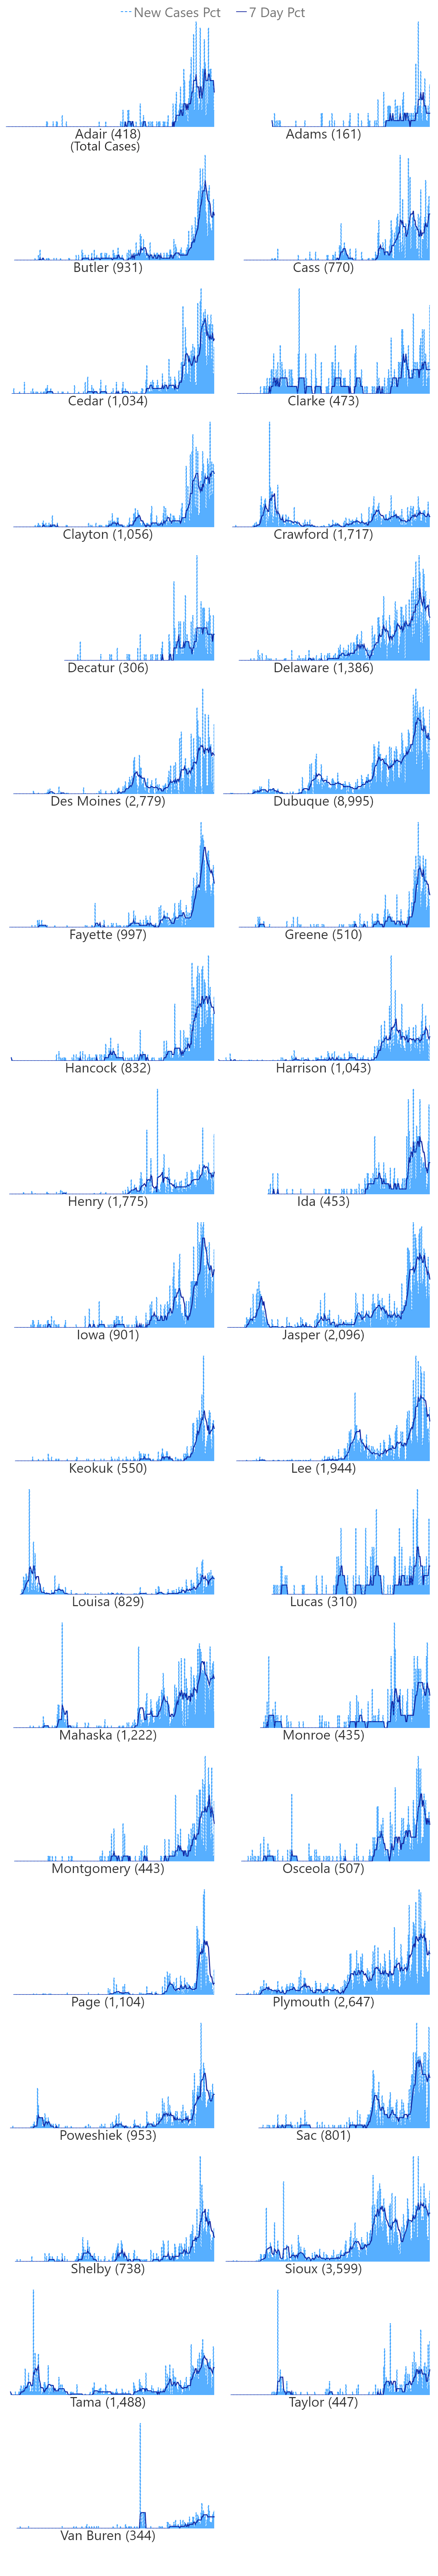 New Cases Pct 7 Day Pct
Adair (418) Adams (161)
(Total Cases)
Butler (931) Cass (770)
Cedar (1,034) Clarke (473)
Clayton (1,056) Crawford (1,717)
Decatur (306) Delaware (1,386)
Des Moines (2,779) Dubuque (8,995)
Fayette (997) Greene (510)
Hancock (832) Harrison (1,043)
Henry (1,775) Ida (453)
Iowa (901) Jasper (2,096)
Keokuk (550) Lee (1,944)
Louisa (829) Lucas (310)
Mahaska (1,222) Monroe (435)
Montgomery (443) Osceola (507)
Page (1,104) Plymouth (2,647)
Poweshiek (953) Sac (801)
Shelby (738) Sioux (3,599)
Tama (1,488) Taylor (447)
Van Buren (344)